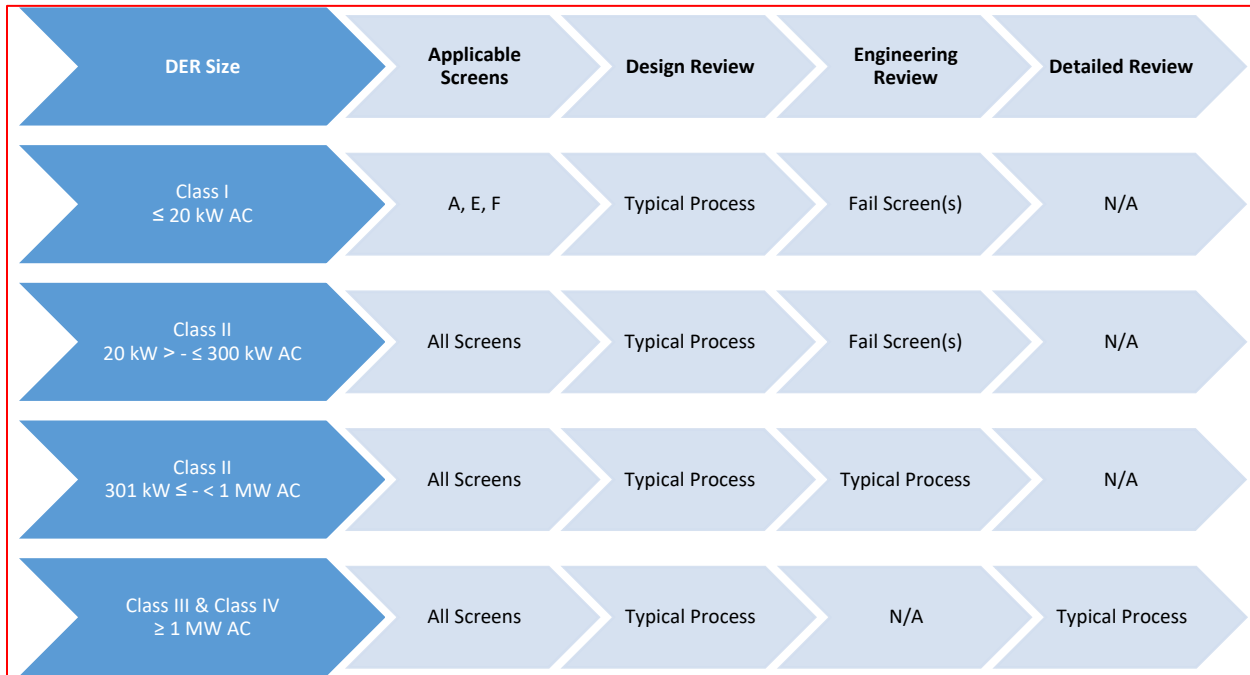 DER Size
Applicable
Screens
Design Review
Engineering
Review
Detailed Review
Class I
≤ 20 kW AC
A, E, F
Typical Process
Fail Screen(s)
N/A
Class II
20 kW > - ≤ 300 kW AC
All Screens
Typical Process
Fail Screen(s)
N/A
Class II
301 kW ≤ - < 1 MW AC
All Screens
Typical Process
Typical Process
N/A
Class III & Class IV
≥ 1 MW AC
All Screens
Typical Process
N/A
Typical Process